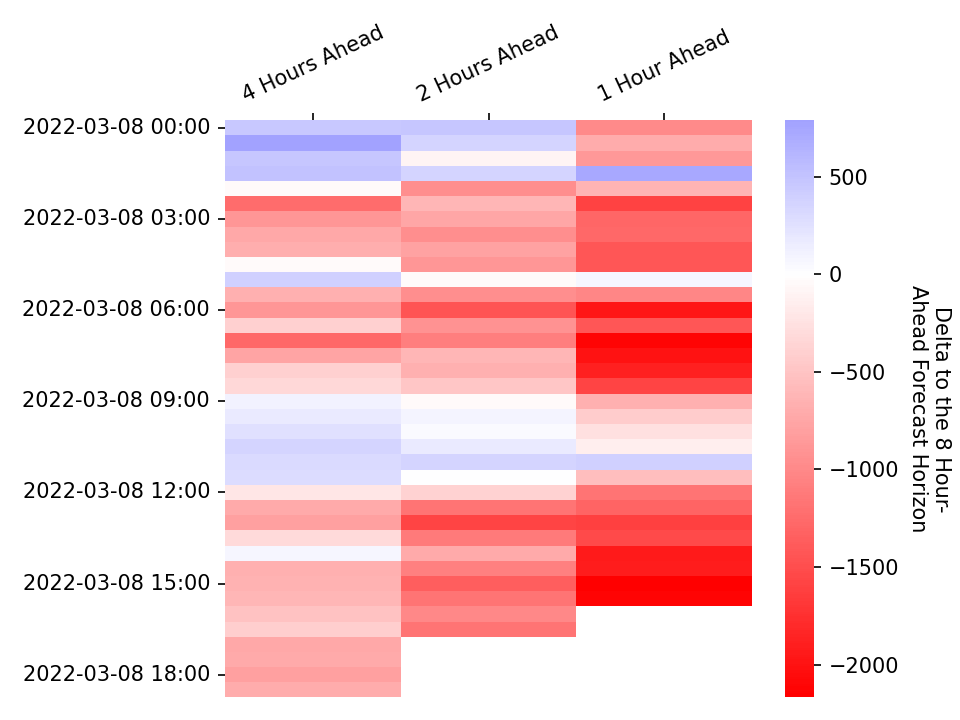 4 Hours Ahead
2 Hours Ahead
1 Hour Ahead
2022-03-08 00:00
2022-03-08 03:00
2022-03-08 06:00
2022-03-08 09:00
2022-03-08 12:00
2022-03-08 15:00
2022-03-08 18:00
500
0
−500
−1000
−1500
−2000
Delta to the 8 Hour-
Ahead Forecast Horizon